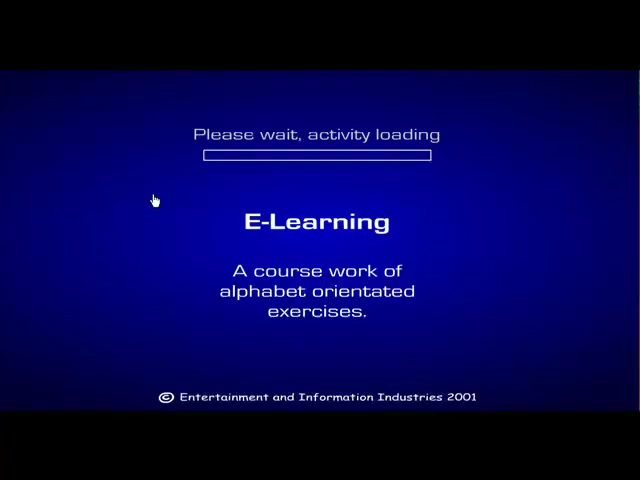 Please wait, activity loading
E-Learning
A course work of
alphabet orientated
exercises.
© Entertainment and Information Industries 2001